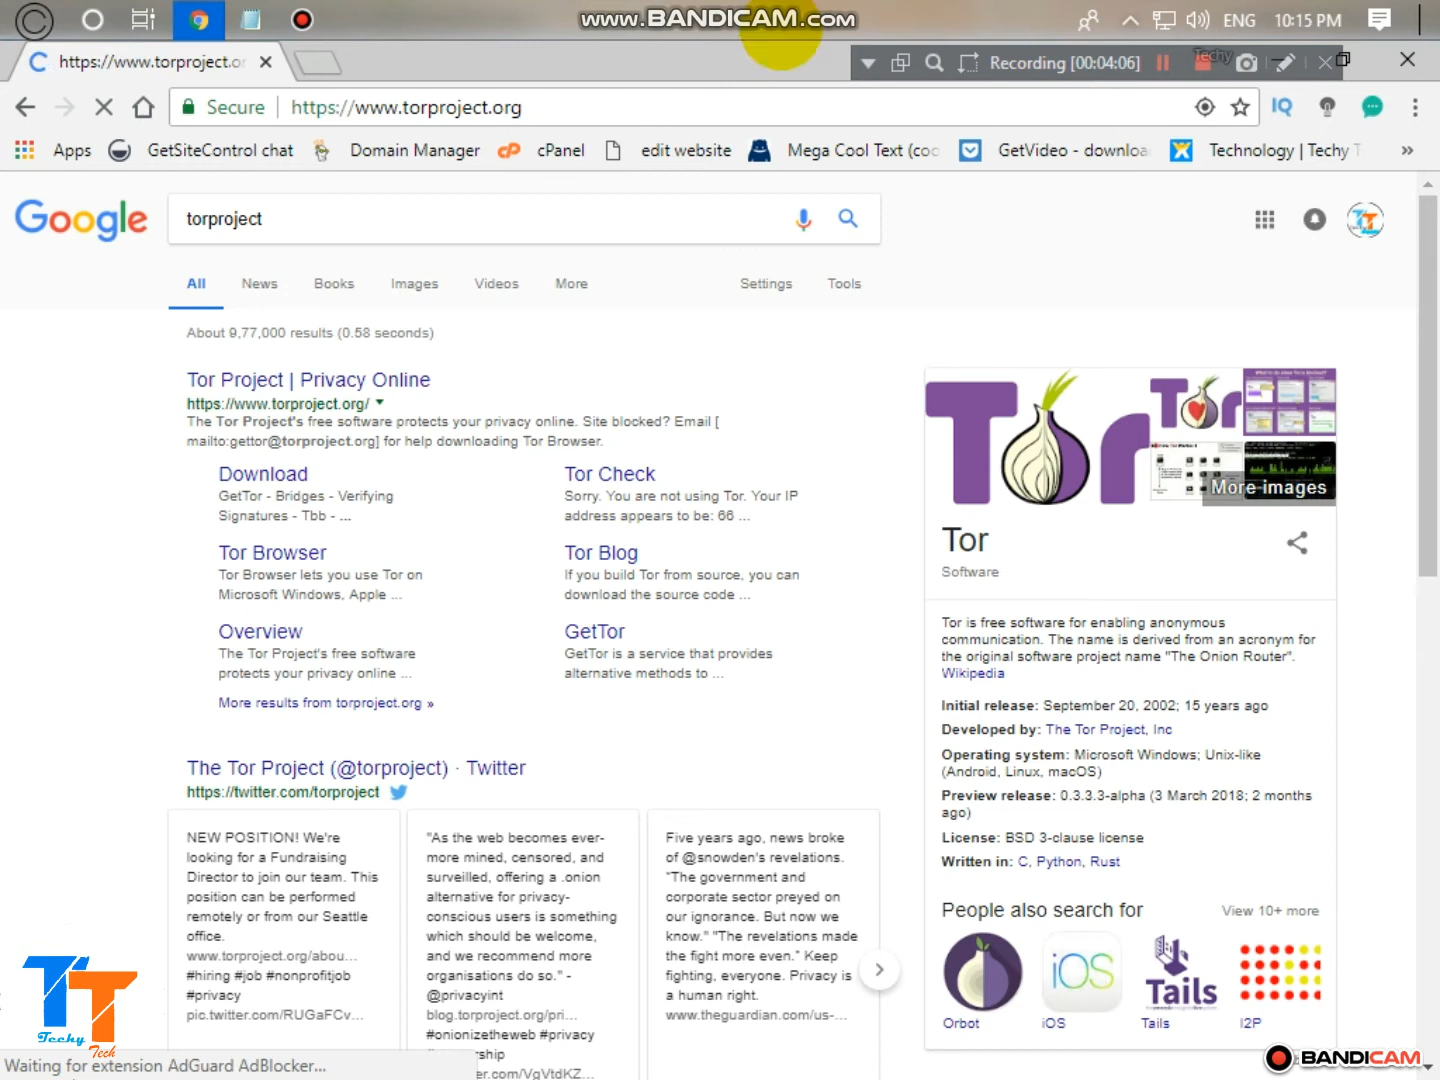 www.BANDICAM.com
ENG 10:15 PM
https://www.torproject.or
Recording [00:04:06]
Techy
Secure https://www.torproject.org
IQ
Apps GetSiteControl chat Domain Manager cP cPanel edit website Mega Cool Text (coo GetVideo - downloa Technology | Techy T »
Google
torproject
All News Books Images Videos More Settings Tools
About 9,77,000 results (0.58 seconds)
Tor Project | Privacy Online
https://www.torproject.org/
The Tor Project's free software protects your privacy online. Site blocked? Email [
mailto:gettor@torproject.org] for help downloading Tor Browser.
Download
GetTor - Bridges - Verifying
Signatures - Tbb - ...
Tor Check
Sorry. You are not using Tor. Your IP
address appears to be: 66 ...
Tor Browser
Tor Browser lets you use Tor on
Microsoft Windows, Apple ...
Tor Blog
If you build Tor from source, you can
download the source code ...
Overview
The Tor Project's free software
protects your privacy online ...
GetTor
GetTor is a service that provides
alternative methods to ...
More results from torproject.org »
The Tor Project (@torproject) · Twitter
https://twitter.com/torproject
NEW POSITION! We're
looking for a Fundraising
Director to join our team. This
position can be performed
remotely or from our Seattle
office.
www.torproject.org/abou...
#hiring #job #nonprofitjob
#privacy
pic.twitter.com/RUGaFCv...
"As the web becomes ever-
more mined, censored, and
surveilled, offering a .onion
alternative for privacy-
conscious users is something
which should be welcome,
and we recommend more
organisations do so." -
@privacyint
blog.torproject.org/pri...
#onionizetheweb #privacy
Five years ago, news broke
of @snowden's revelations.
"The government and
corporate sector preyed on
our ignorance. But now we
know." "The revelations made
the fight more even." Keep
fighting, everyone. Privacy is
a human right.
www.theguardian.com/us-...
Tor
Tor
More images
Tor
Software
Tor is free software for enabling anonymous
communication. The name is derived from an acronym for
the original software project name "The Onion Router".
Wikipedia
Initial release: September 20, 2002; 15 years ago
Developed by: The Tor Project, Inc
Operating system: Microsoft Windows; Unix-like
(Android, Linux, macOS)
Preview release: 0.3.3.3-alpha (3 March 2018; 2 months
ago)
License: BSD 3-clause license
Written in: C, Python, Rust
People also search for View 10+ more
iOS
Tails
Orbot iOS Tails I2P
TT
Techy Tech
Waiting for extension AdGuard AdBlocker...
BANDICAM